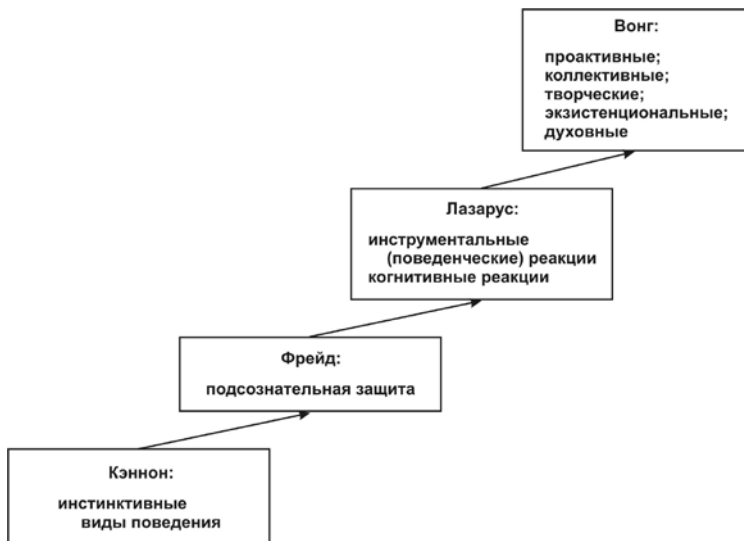 Вонг:
проактивные;
коллективные;
творческие;
экзистенциональные;
духовные
Лазарус:
инструментальные
(поведенческие) реакции
когнитивные реакции
Фрейд:
подсознательная защита
Кэннон:
инстинктивные
виды поведения